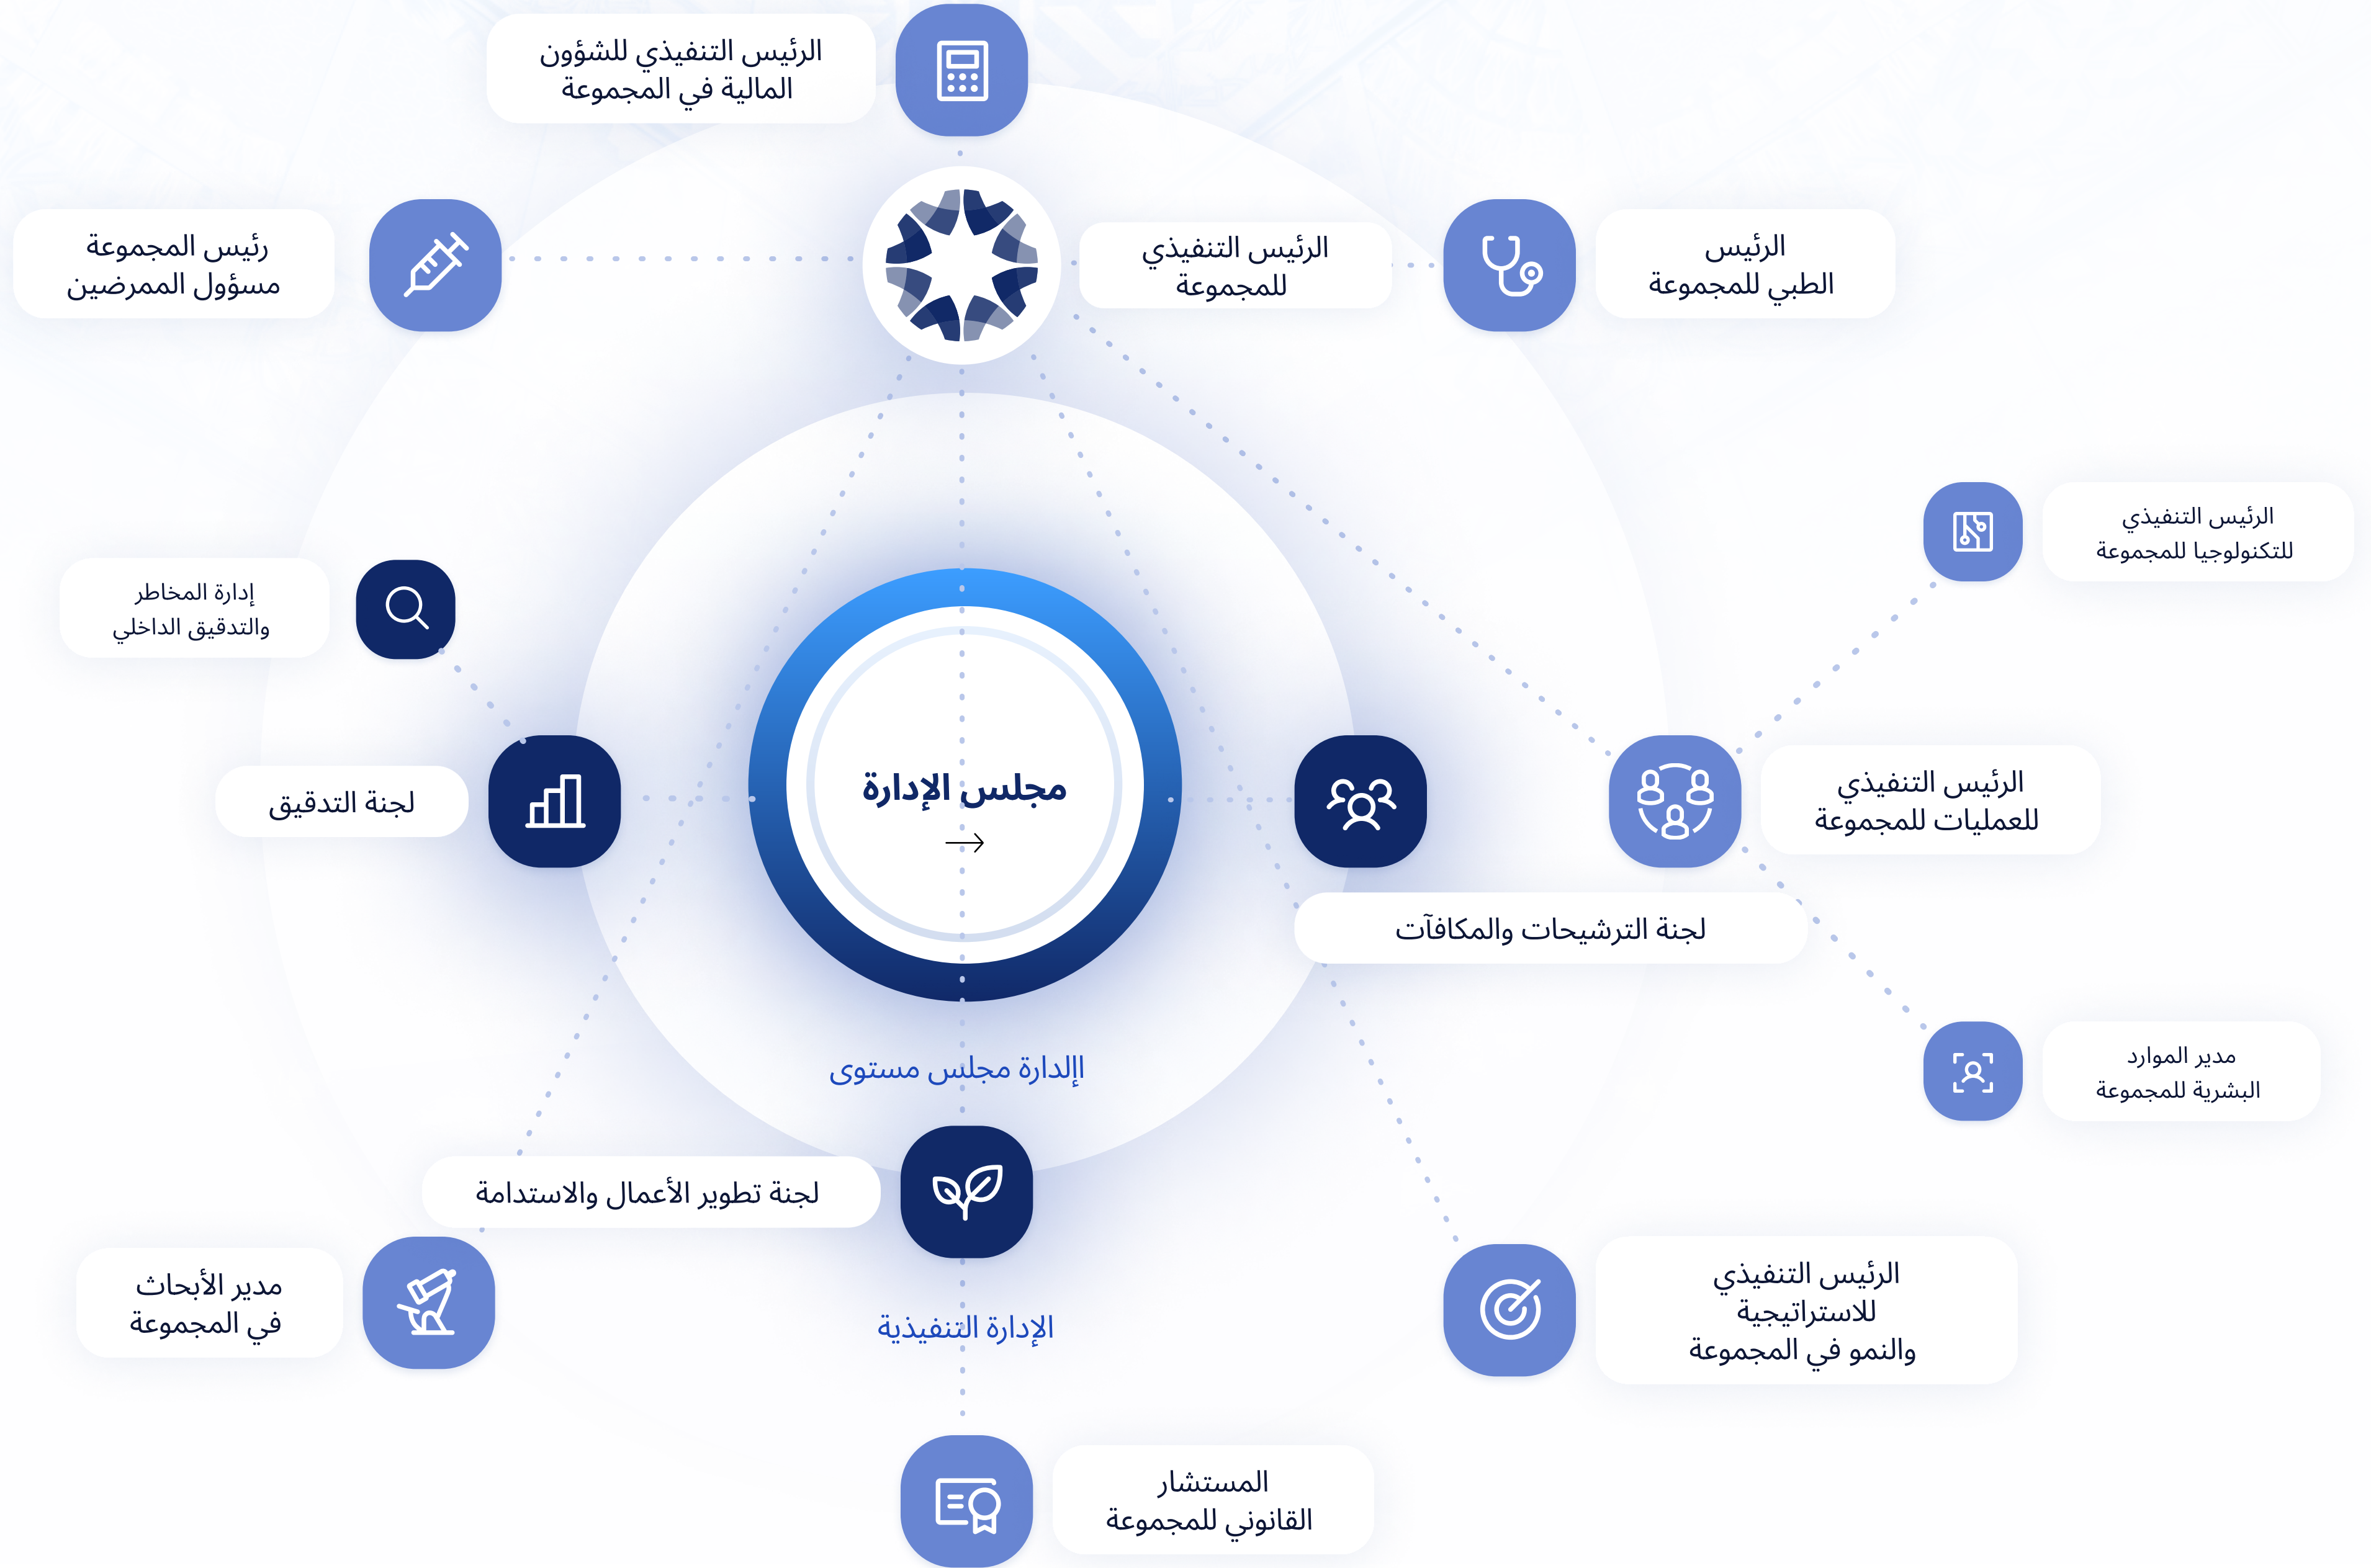 الرئيس التنفيذي للشؤون
المالية في المجموعة
الرئيس
الطبي للمجموعة
الرئيس التنفيذي
للمجموعة
رئيس المجموعة
مسؤول الممرضين
الرئيس التنفيذي
للتكنولوجيا للمجموعة
إدارة المخاطر
والتدقيق الداخلي
الرئيس التنفيذي
للعمليات للمجموعة
مجلس الإدارة
لجنة التدقيق
لجنة الترشيحات والمكافآت
مدير الموارد
البشرية للمجموعة
اإلدارة مجلس مستوى
لجنة تطوير الأعمال والاستدامة
الرئيس التنفيذي
للاستراتيجية
والنمو في المجموعة
مدير الأبحاث
في المجموعة
الإدارة التنفيذية
المستشار
القانوني للمجموعة